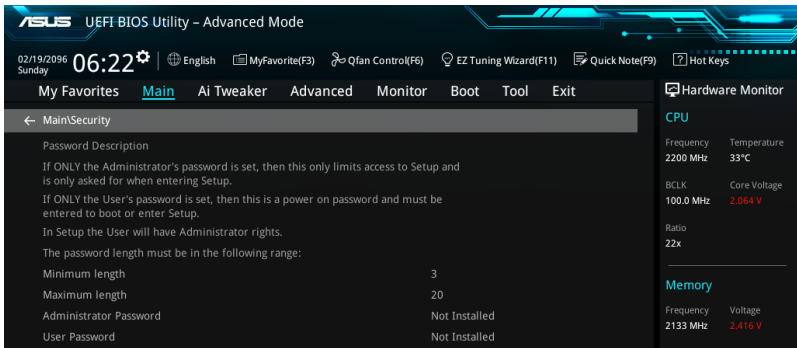 ASUS UEFI BIOS Utility – Advanced Mode
02/19/2096
Sunday
06:22
English
MyFavorite(F3)
Qfan Control(F6)
EZ Tuning Wizard(F11)
Quick Note(F9)
? Hot Keys
My Favorites Main Ai Tweaker Advanced Monitor Boot Tool Exit
Hardware Monitor
← Main\Security
Password Description
If ONLY the Administrator's password is set, then this only limits access to Setup and
is only asked for when entering Setup.
If ONLY the User's password is set, then this is a power on password and must be
entered to boot or enter Setup.
In Setup the User will have Administrator rights.
The password length must be in the following range:
Minimum length 3
Maximum length 20
Administrator Password Not Installed
User Password Not Installed
CPU
Frequency Temperature
2200 MHz 33°C
BCLK Core Voltage
100.0 MHz 2.064 V
Ratio
22x
Memory
Frequency Voltage
2133 MHz 2.416 V